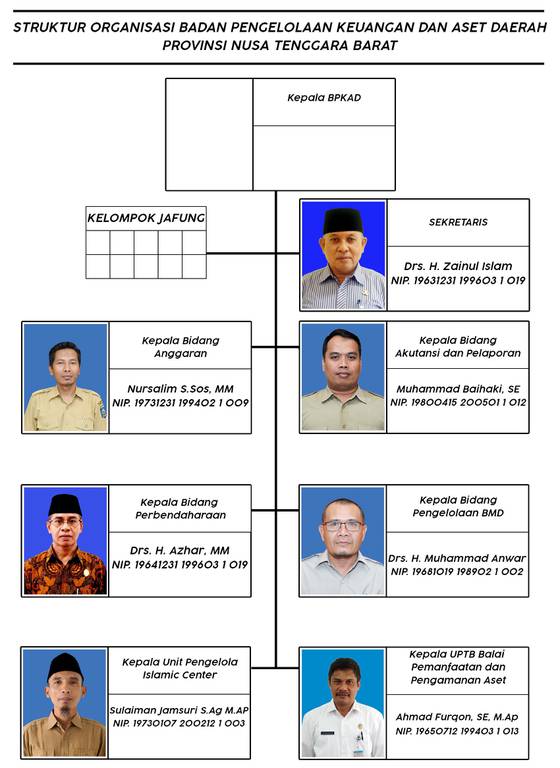 STRUKTUR ORGANISASI BADAN PENGELOLAAN KEUANGAN DAN ASET DAERAH
PROVINSI NUSA TENGGARA BARAT
Kepala BPKAD
KELOMPOK JAFUNG
SEKRETARIS
Drs. H. Zainul Islam
NIP. 19631231 199603 1 019
Kepala Bidang
Anggaran
Nursalim S.Sos, MM
NIP. 19731231 199402 1 009
Kepala Bidang
Akutansi dan Pelaporan
Muhammad Baihaki, SE
NIP. 19800415 200501 1 012
Kepala Bidang
Perbendaharaan
Drs. H. Azhar, MM
NIP. 19641231 199603 1 019
Kepala Bidang
Pengelolaan BMD
Drs. H. Muhammad Anwar
NIP. 19681019 198902 1 002
Kepala Unit Pengelola
Islamic Center
Sulaiman Jamsuri S.Ag M.AP
NIP. 19730107 200212 1 003
Kepala UPTB Balai
Pemanfaatan dan
Pengamanan Aset
Ahmad Furqon, SE, M.Ap
NIP. 19650712 199403 1 013